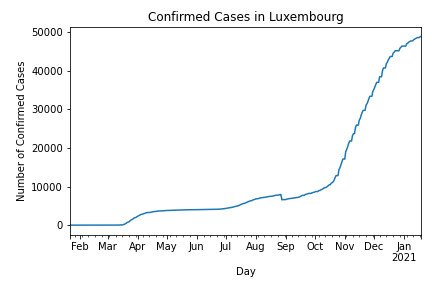 Confirmed Cases in Luxembourg
Number of Confirmed Cases
50000
40000
30000
20000
10000
0
Feb Mar Apr May Jun Jul Aug Sep Oct Nov Dec Jan
2021
Day